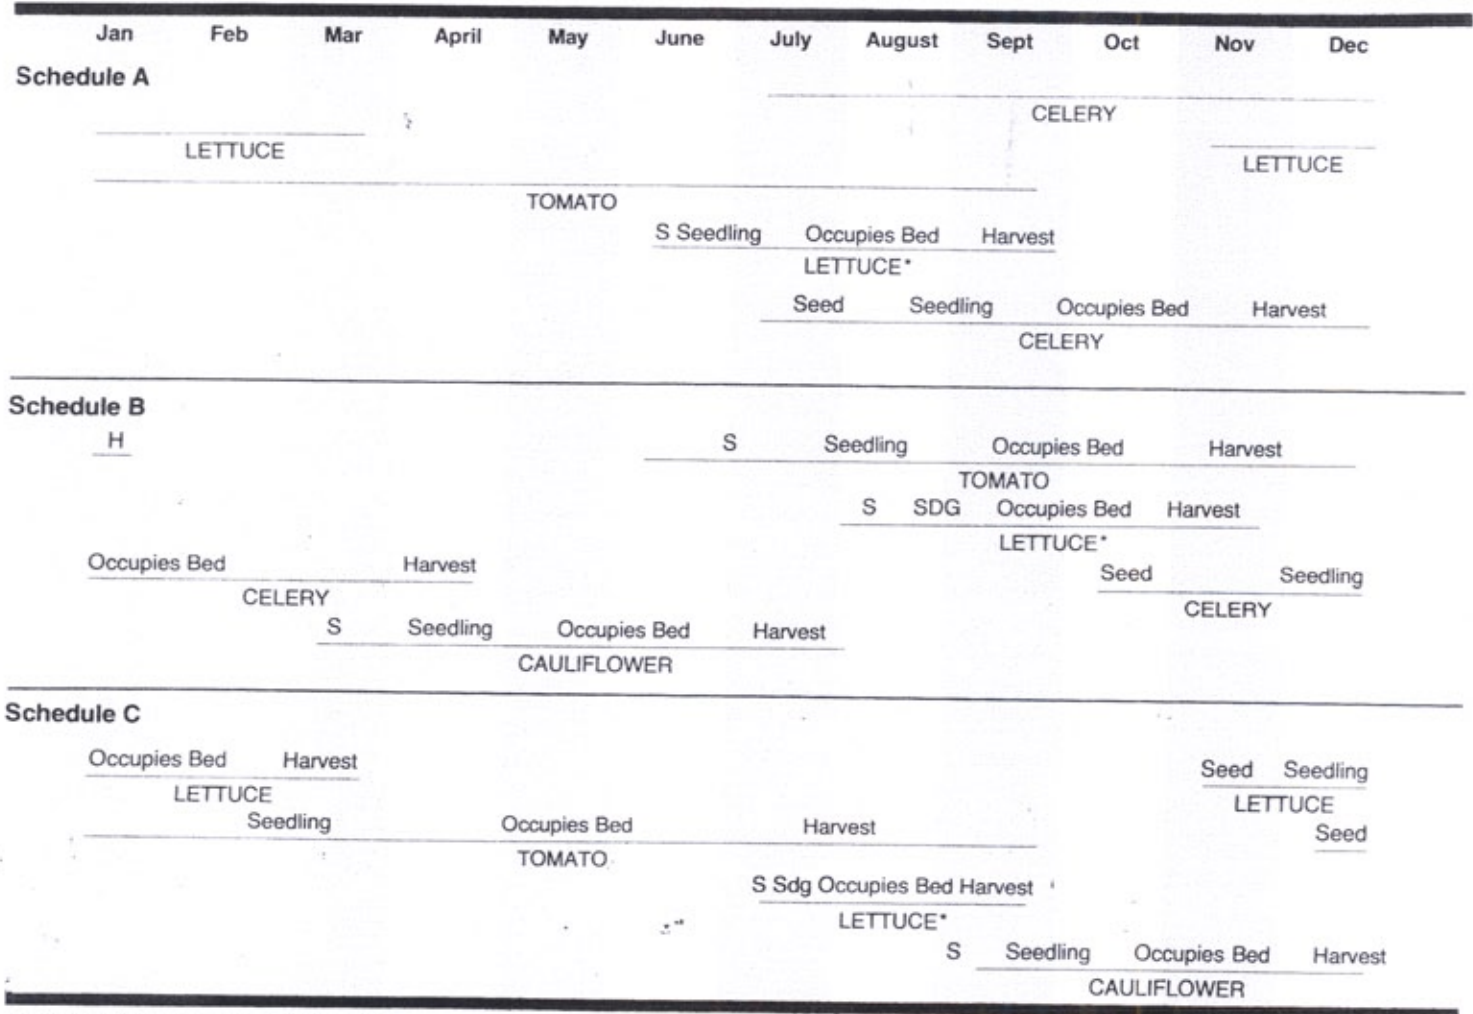 Jan Feb Mar April May June July August Sept Oct Nov Dec
Schedule A
CELERY
LETTUCE LETTUCE
TOMATO
S Seedling Occupies Bed Harvest
LETTUCE*
Seed Seedling Occupies Bed Harvest
CELERY
Schedule B
H S Seedling Occupies Bed Harvest
TOMATO
S SDG Occupies Bed Harvest
LETTUCE*
Occupies Bed Harvest Seed Seedling
CELERY CELERY
S Seedling Occupies Bed Harvest
CAULIFLOWER
Schedule C
Occupies Bed Harvest Seed Seedling
LETTUCE LETTUCE
Seedling Occupies Bed Harvest Seed
TOMATO
S Sdg Occupies Bed Harvest
LETTUCE*
S Seedling Occupies Bed Harvest
CAULIFLOWER